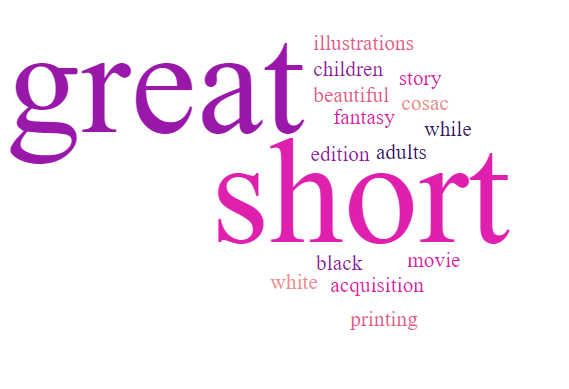 great
illustrations
children
story
beautiful
cosac
fantasy
while
edition
adults
short
black
movie
white
acquisition
printing